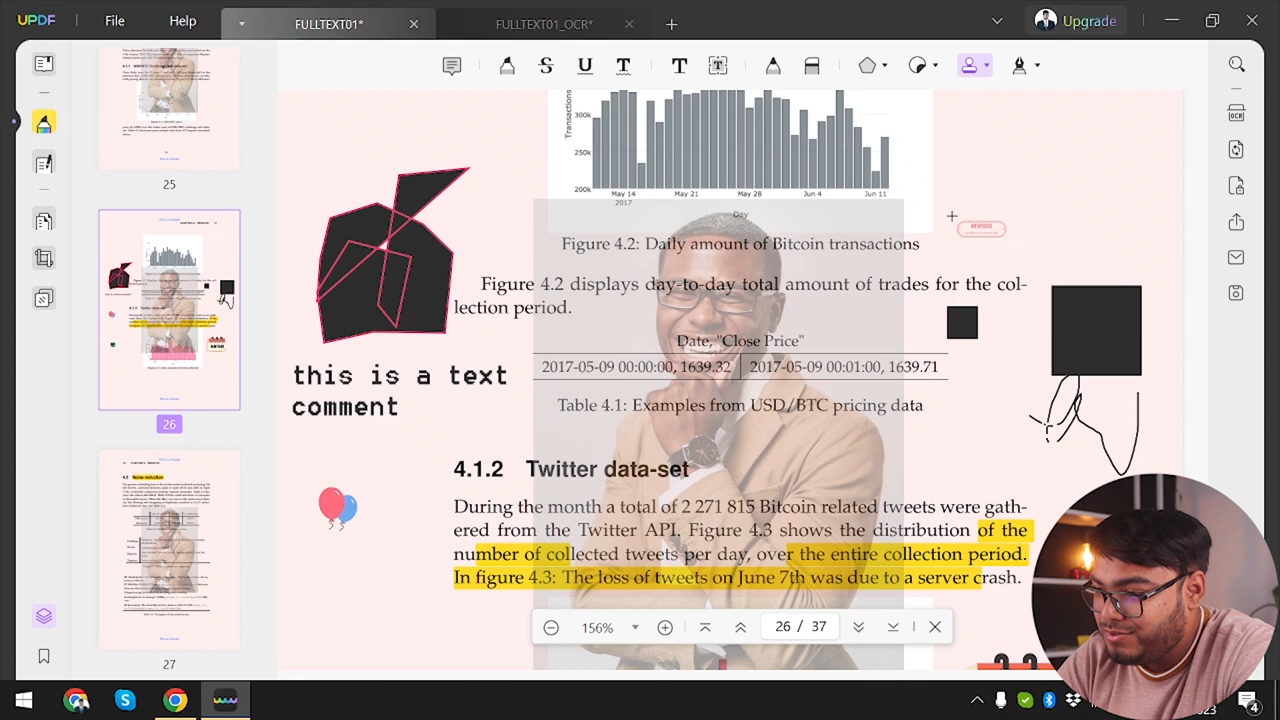 UPDF
File
Help
FULLTEXT01*
FULLTEXT01_OCR*
Upgrade
25
26
27
Transactions
300k
250k
200k
May 14
May 21
May 28
Jun 4
Jun 11
2017
Day
Figure 4.2: Daily amount of Bitcoin transactions
REVISED
Figure 4.2 displays day-to-day total amount of trades for the col-
lection period.
Date, "Close Price"
2017-05-09 00:00:00, 1639.32
2017-05-09 00:01:00, 1639.71
Table 4.1: Examples from USD/BTC pricing data
this is a text
comment
4.1.2 Twitter data-set
During the month a total of 2 271 815 Bitcoin related tweets were gath-
ered from the Twitter API. Figure 4.3 shows the distribution of the
number of collected tweets per day, over the entire collection period.
In figure 4.3, of tweets on June 7th was due to a server crash.
156%
26 / 37
OCR
4